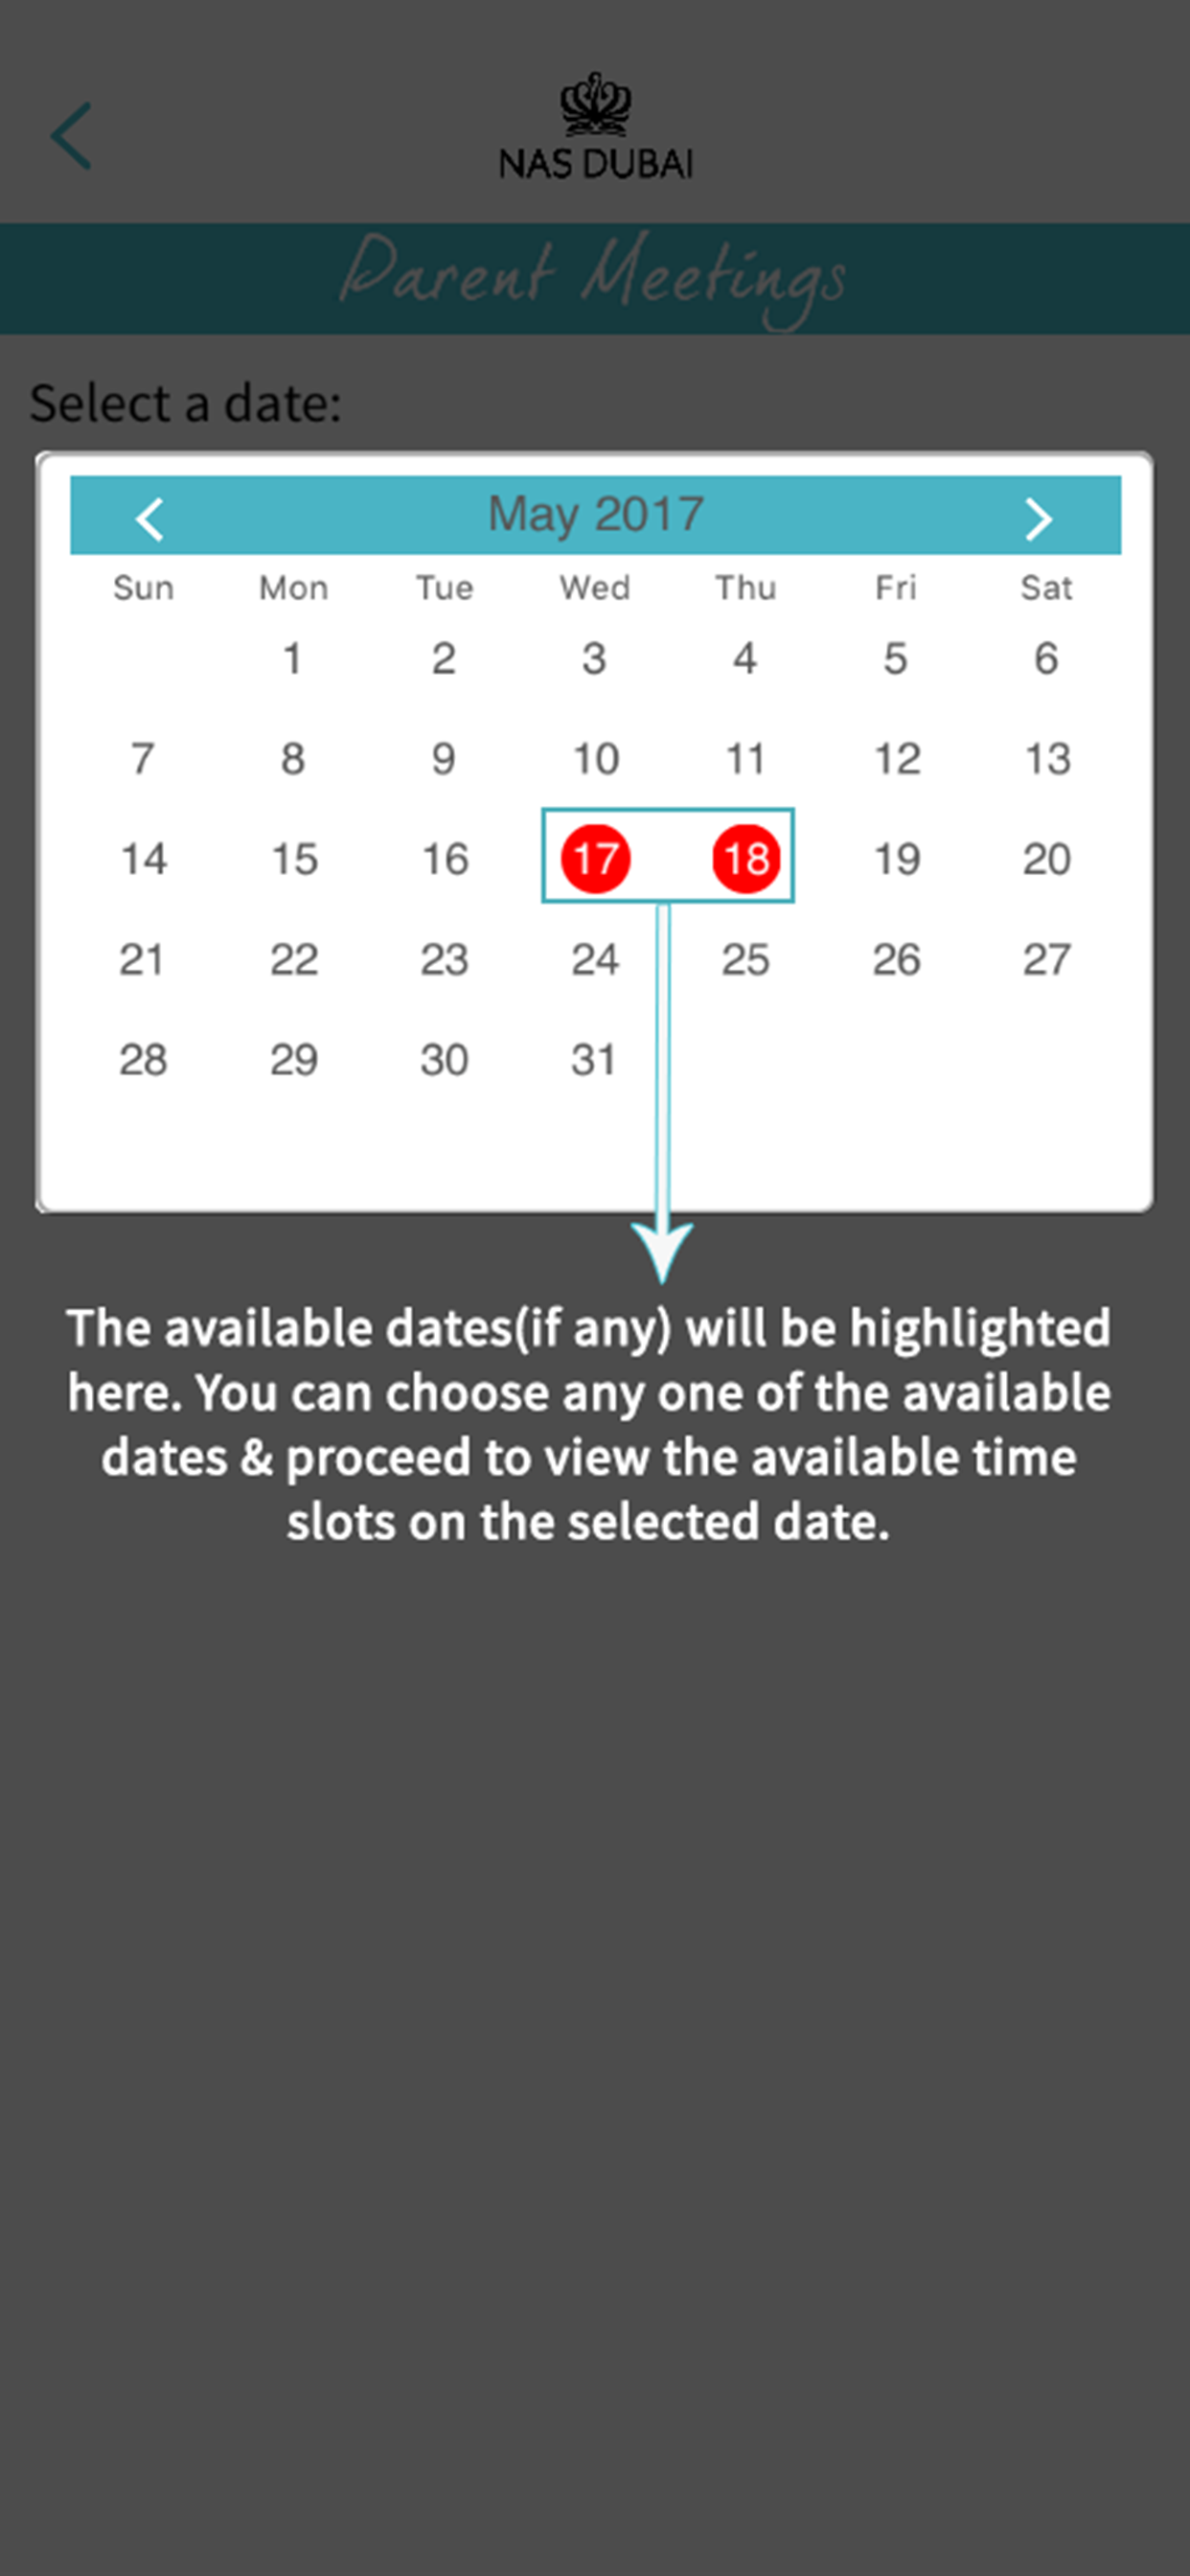 NAS DUBAI
Parent Meetings
Select a date:
May 2017
Sun Mon Tue Wed Thu Fri Sat
1 2 3 4 5 6
7 8 9 10 11 12 13
14 15 16 17 18 19 20
21 22 23 24 25 26 27
28 29 30 31
The available dates(if any) will be highlighted
here. You can choose any one of the available
dates & proceed to view the available time
slots on the selected date.